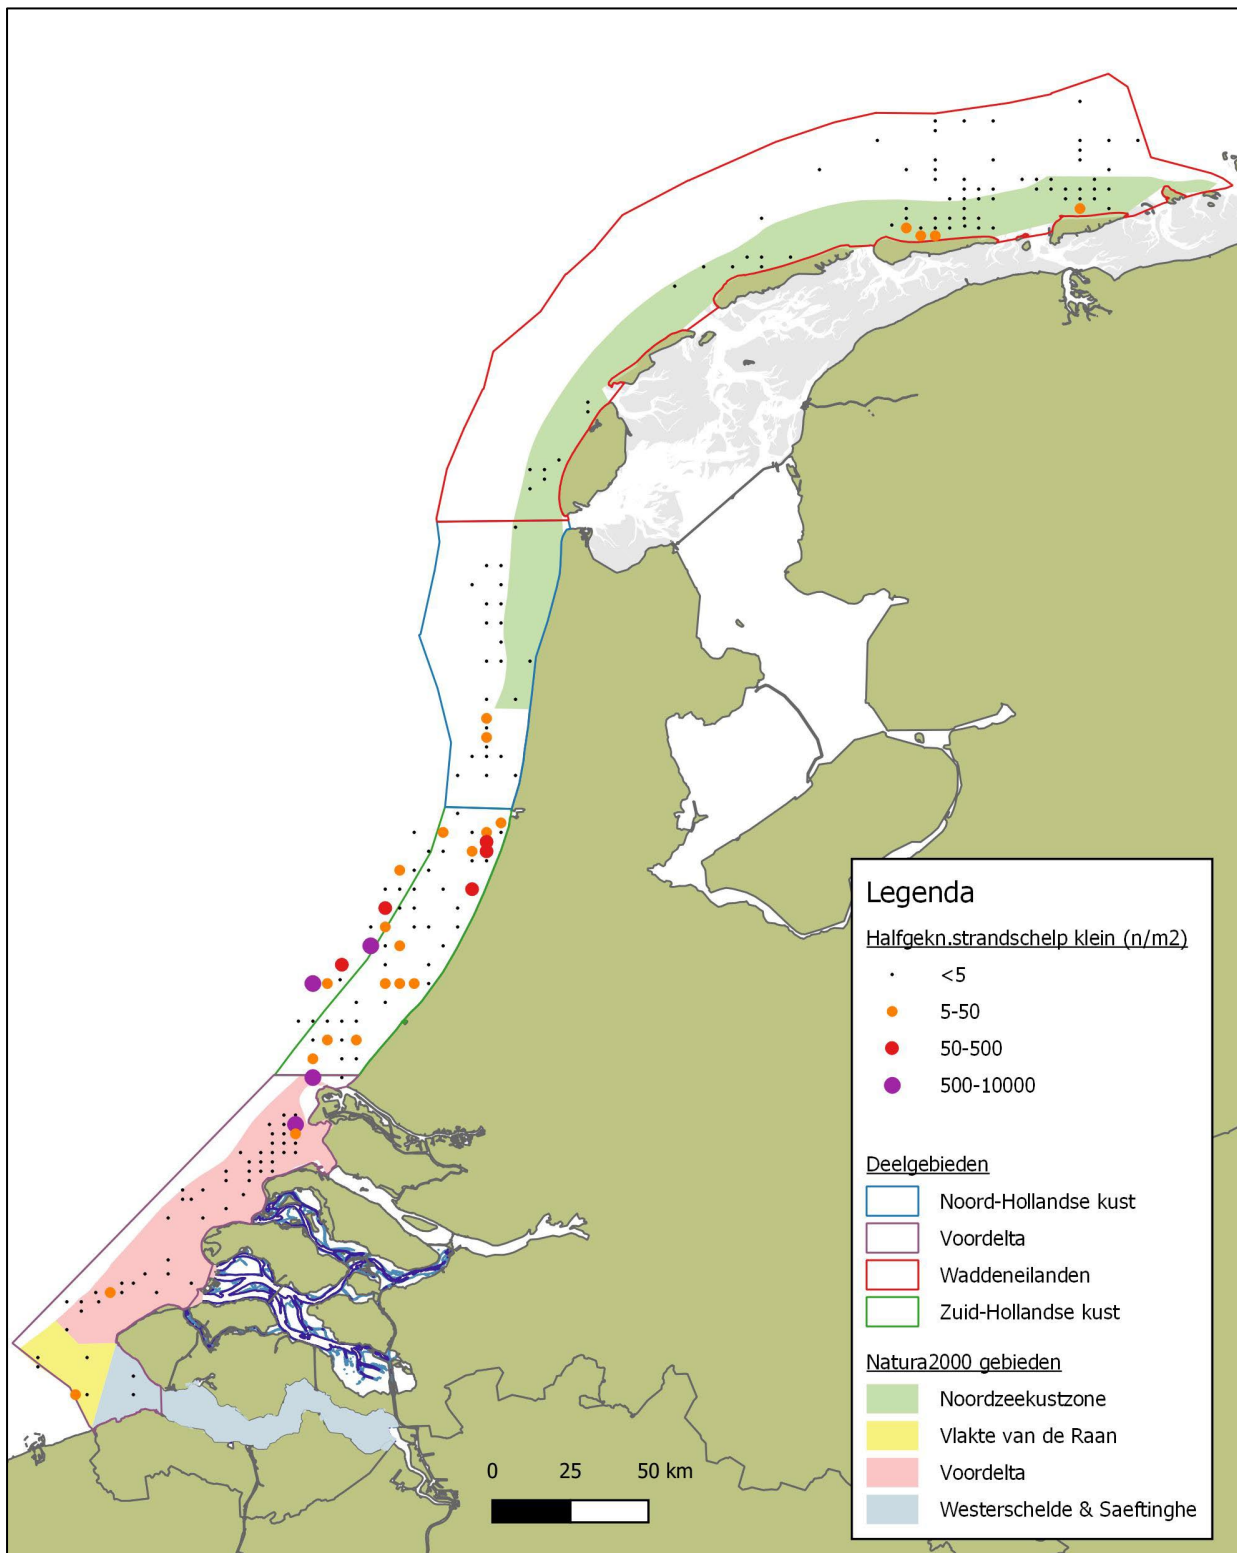 Legenda
Halfgekn.strandschelp klein (n/m2)
<5
5-50
50-500
500-10000
Deelgebieden
Noord-Hollandse kust
Voordelta
Waddeneilanden
Zuid-Hollandse kust
Natura2000 gebieden
Noordzeekustzone
Vlakte van de Raan
Voordelta
Westerschelde & Saeftinghe
0 25 50 km